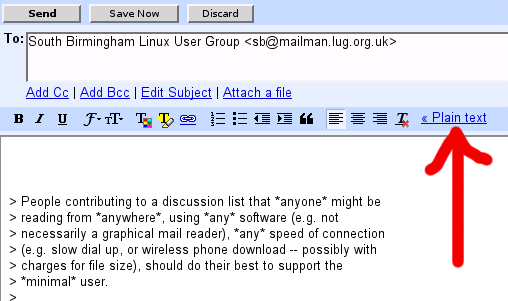 Send Save Now Discard
To: South Birmingham Linux User Group <sb@mailman.lug.org.uk>
Add Cc | Add Bcc | Edit Subject | Attach a file
B I U F T T T « Plain text
> People contributing to a discussion list that *anyone* might be
> reading from *anywhere*, using *any* software (e.g. not
> necessarily a graphical mail reader), *any* speed of connection
> (e.g. slow dial up, or wireless phone download -- possibly with
> charges for file size), should do their best to support the
> *minimal* user.
>